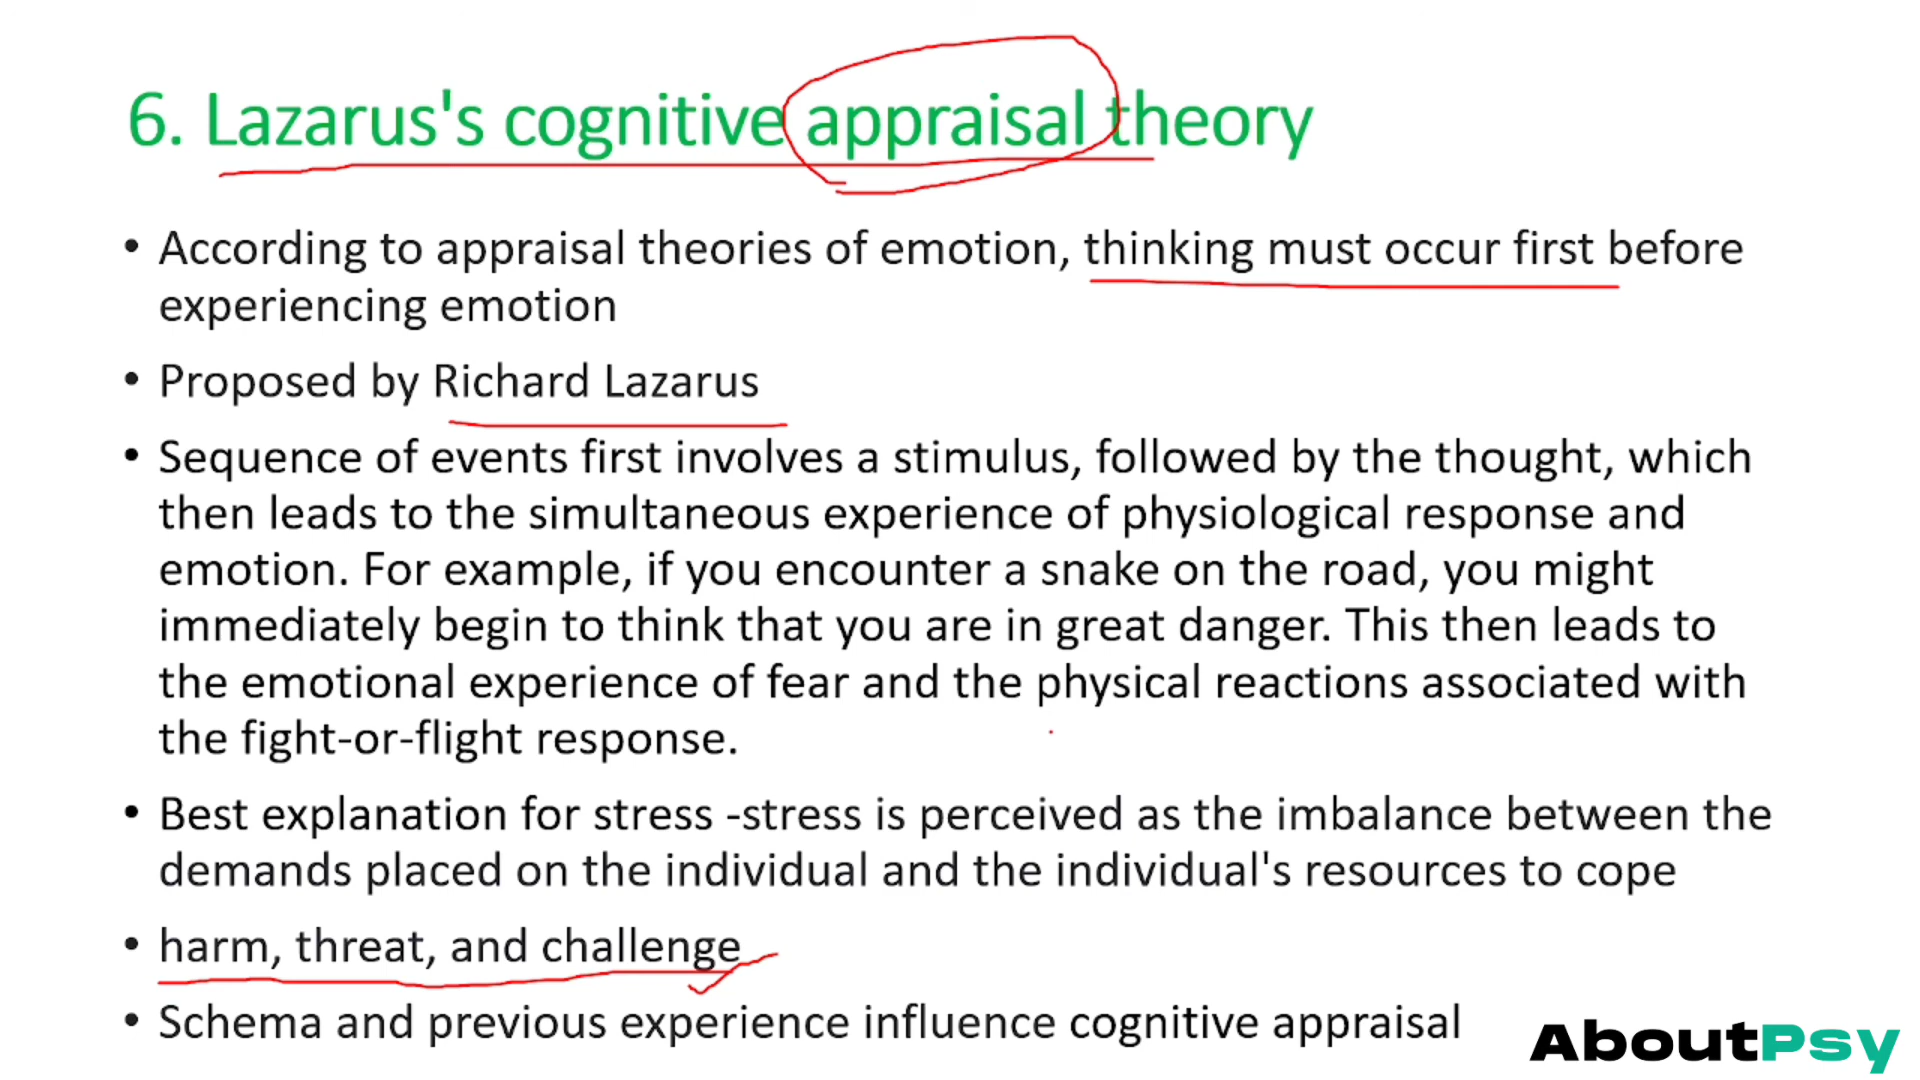 6. Lazarus's cognitive appraisal theory
• According to appraisal theories of emotion, thinking must occur first before
experiencing emotion
• Proposed by Richard Lazarus
• Sequence of events first involves a stimulus, followed by the thought, which
then leads to the simultaneous experience of physiological response and
emotion. For example, if you encounter a snake on the road, you might
immediately begin to think that you are in great danger. This then leads to
the emotional experience of fear and the physical reactions associated with
the fight-or-flight response.
• Best explanation for stress -stress is perceived as the imbalance between the
demands placed on the individual and the individual's resources to cope
• harm, threat, and challenge
• Schema and previous experience influence cognitive appraisal
AboutPsy